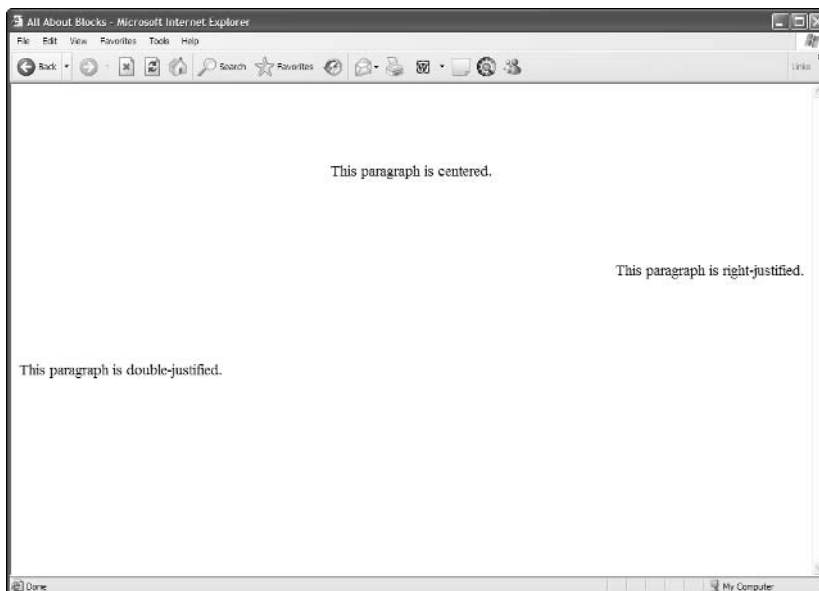 All About Blocks - Microsoft Internet Explorer
File Edit View Favorites Tools Help
Back Search Favorites Links
This paragraph is centered.
This paragraph is right-justified.
This paragraph is double-justified.
Done My Computer